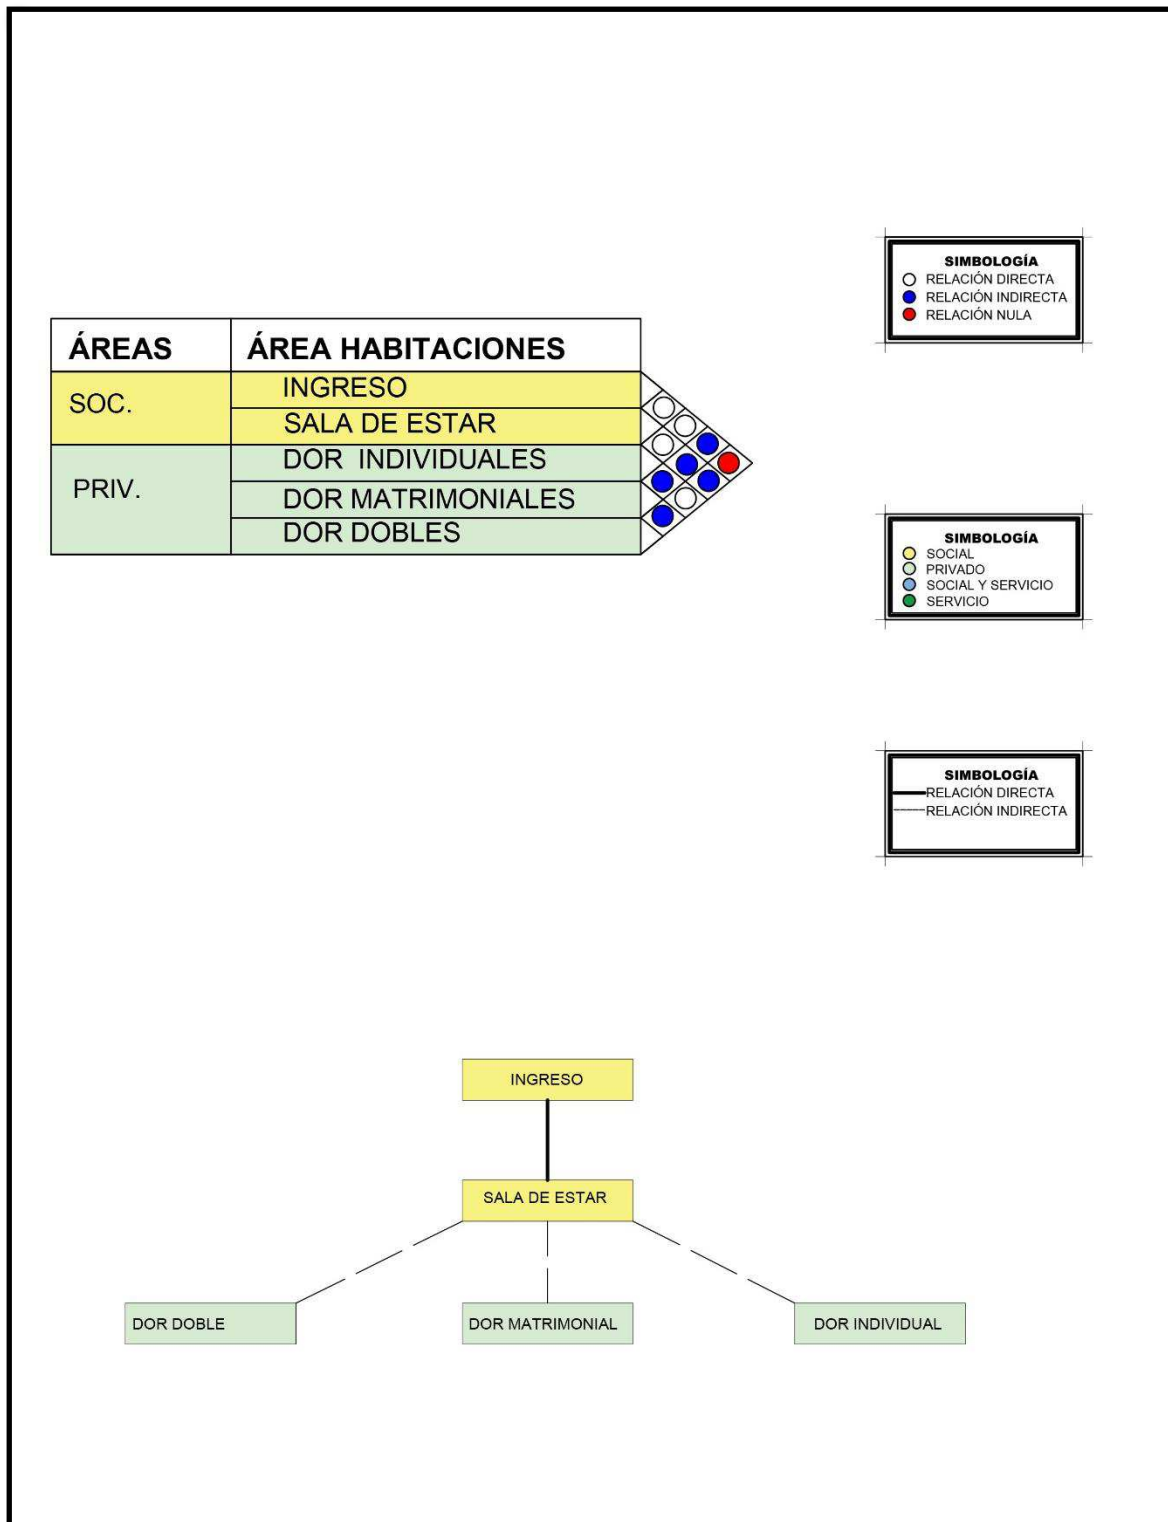 SIMBOLOGÍA
RELACIÓN DIRECTA
RELACIÓN INDIRECTA
RELACIÓN NULA
ÁREAS
ÁREA HABITACIONES
SOC.
INGRESO
SALA DE ESTAR
PRIV.
DOR INDIVIDUALES
DOR MATRIMONIALES
DOR DOBLES
SIMBOLOGÍA
SOCIAL
PRIVADO
SOCIAL Y SERVICIO
SERVICIO
SIMBOLOGÍA
RELACIÓN DIRECTA
RELACIÓN INDIRECTA
INGRESO
SALA DE ESTAR
DOR DOBLE
DOR MATRIMONIAL
DOR INDIVIDUAL